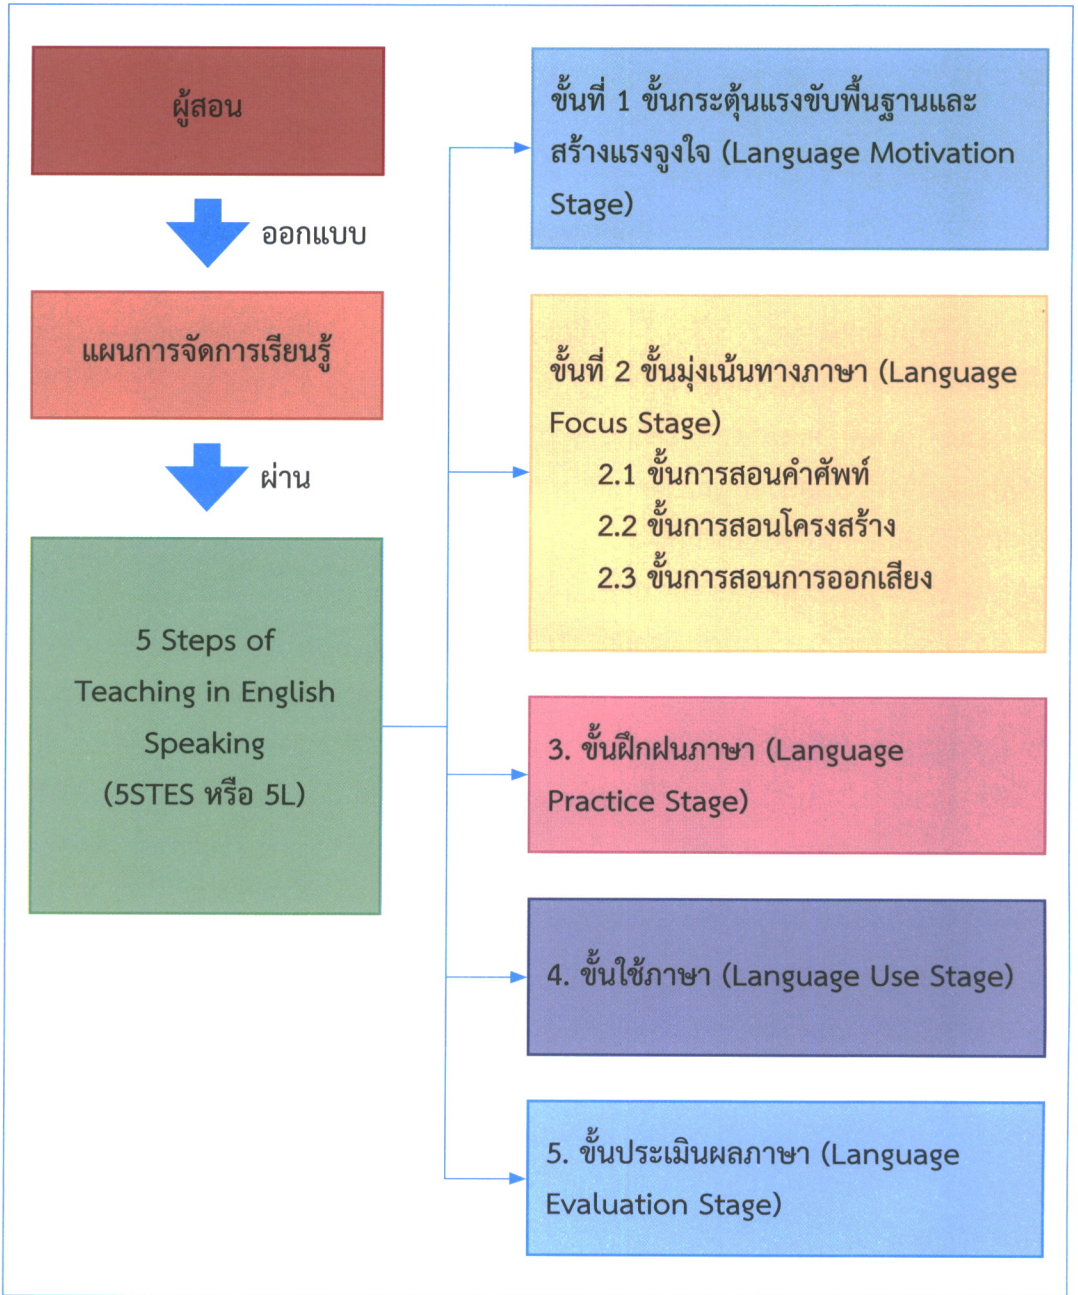 ผู้สอน
ออกแบบ
แผนการจัดการเรียนรู้
ผ่าน
5 Steps of
Teaching in English
Speaking
(5STES หรือ 5L)
ขั้นที่ 1 ขั้นกระตุ้นแรงขับพื้นฐานและ
สร้างแรงจูงใจ (Language Motivation
Stage)
ขั้นที่ 2 ขั้นมุ่งเน้นทางภาษา (Language
Focus Stage)
2.1 ขั้นการสอนคำศัพท์
2.2 ขั้นการสอนโครงสร้าง
2.3 ขั้นการสอนการออกเสียง
3. ขั้นฝึกฝนภาษา (Language
Practice Stage)
4. ขั้นใช้ภาษา (Language Use Stage)
5. ขั้นประเมินผลภาษา (Language
Evaluation Stage)